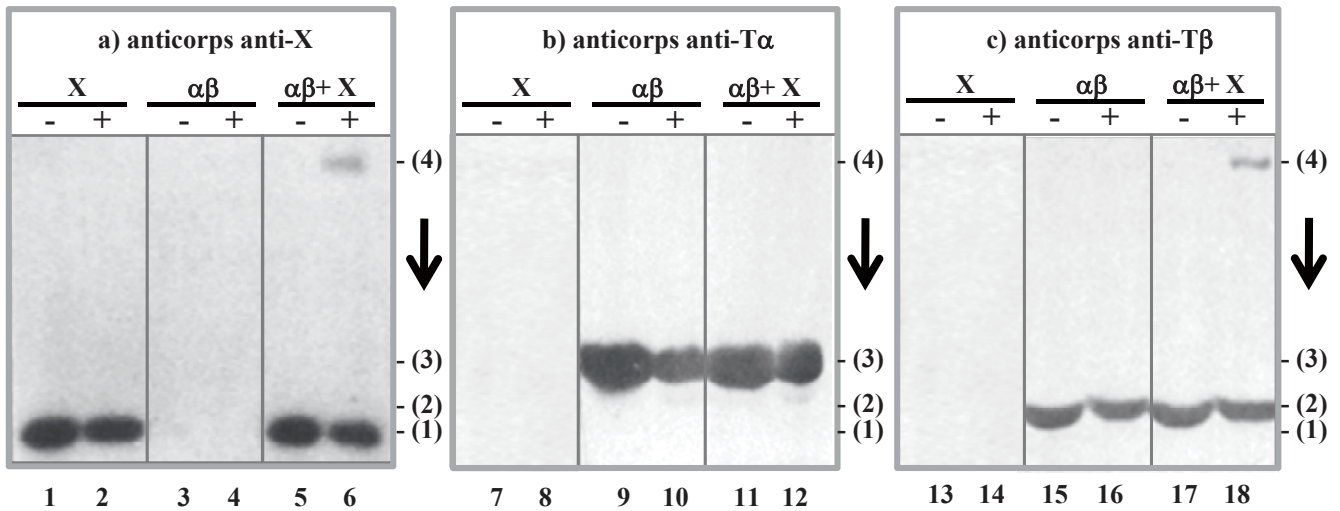 a) anticorps anti-X
X αβ αβ+ X
- + - + - +
- (4)
- (3)
- (2)
- (1)
1 2 3 4 5 6
b) anticorps anti-Tα
X αβ αβ+ X
- + - + - +
- (4)
- (3)
- (2)
- (1)
7 8 9 10 11 12
c) anticorps anti-Tβ
X αβ αβ+ X
- + - + - +
- (4)
- (3)
- (2)
- (1)
13 14 15 16 17 18